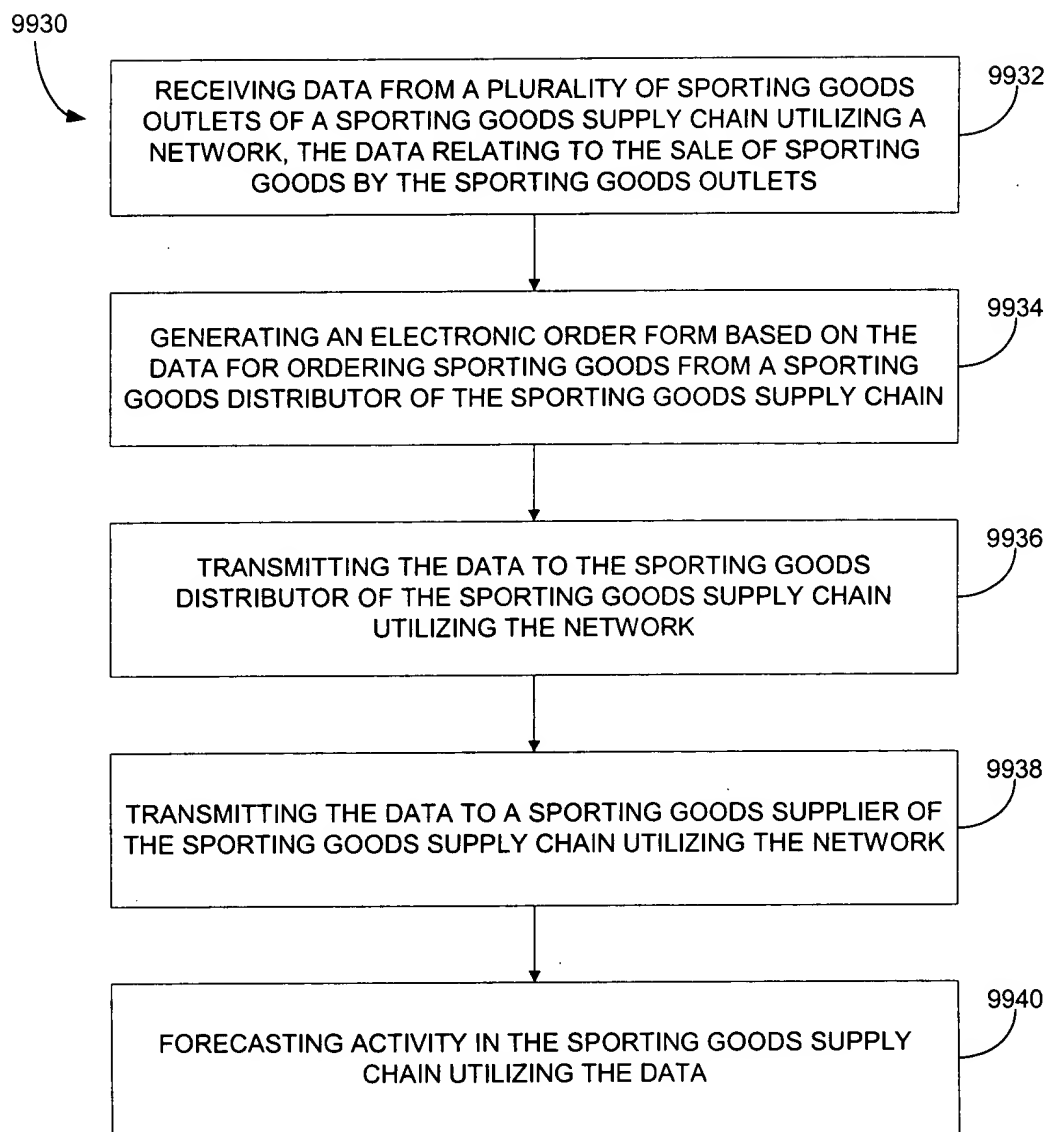 9930
RECEIVING DATA FROM A PLURALITY OF SPORTING GOODS
OUTLETS OF A SPORTING GOODS SUPPLY CHAIN UTILIZING A
NETWORK, THE DATA RELATING TO THE SALE OF SPORTING
GOODS BY THE SPORTING GOODS OUTLETS
9932
GENERATING AN ELECTRONIC ORDER FORM BASED ON THE
DATA FOR ORDERING SPORTING GOODS FROM A SPORTING
GOODS DISTRIBUTOR OF THE SPORTING GOODS SUPPLY CHAIN
9934
TRANSMITTING THE DATA TO THE SPORTING GOODS
DISTRIBUTOR OF THE SPORTING GOODS SUPPLY CHAIN
UTILIZING THE NETWORK
9936
TRANSMITTING THE DATA TO A SPORTING GOODS SUPPLIER OF
THE SPORTING GOODS SUPPLY CHAIN UTILIZING THE NETWORK
9938
FORECASTING ACTIVITY IN THE SPORTING GOODS SUPPLY
CHAIN UTILIZING THE DATA
9940